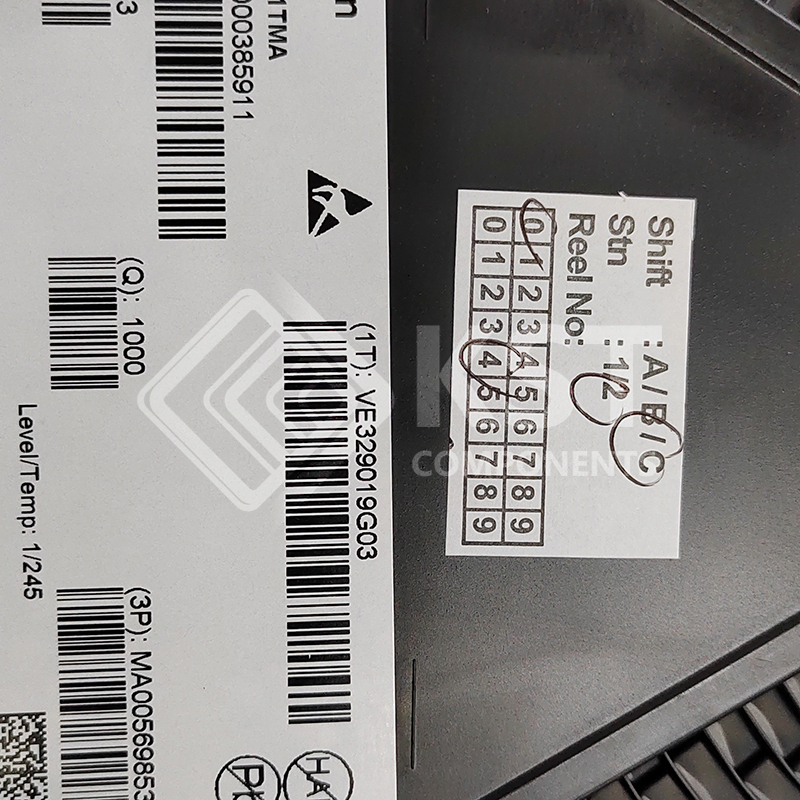 1TMA
000385911
(Q): 1000
(1T): VE329019G03
Level/Temp: 1/245
(3P): MA00569853
Shift : A/B/C
Stn : 1/2
Reel No:
0 1 2 3 4 5 6 7 8 9
0 1 2 3 4 5 6 7 8 9
KST
COMPONENTS